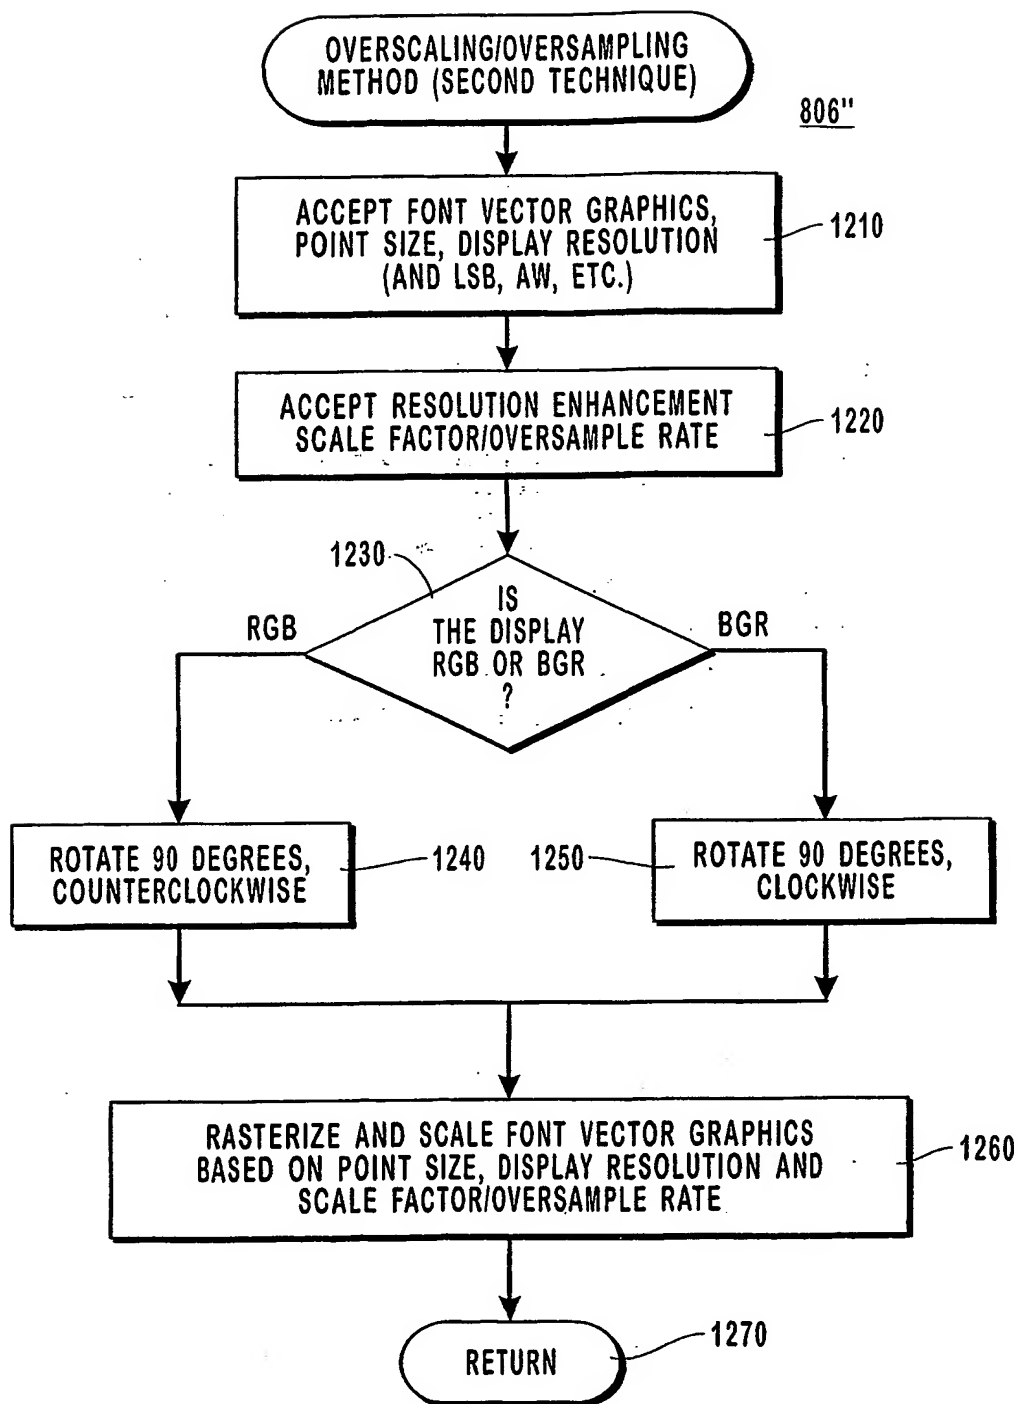 OVERSCALING/OVERSAMPLING
METHOD (SECOND TECHNIQUE)
806"
ACCEPT FONT VECTOR GRAPHICS,
POINT SIZE, DISPLAY RESOLUTION
(AND LSB, AW, ETC.)
1210
ACCEPT RESOLUTION ENHANCEMENT
SCALE FACTOR/OVERSAMPLE RATE
1220
1230
IS
THE DISPLAY
RGB OR BGR
?
RGB
BGR
ROTATE 90 DEGREES,
COUNTERCLOCKWISE
1240
1250
ROTATE 90 DEGREES,
CLOCKWISE
RASTERIZE AND SCALE FONT VECTOR GRAPHICS
BASED ON POINT SIZE, DISPLAY RESOLUTION AND
SCALE FACTOR/OVERSAMPLE RATE
1260
RETURN
1270